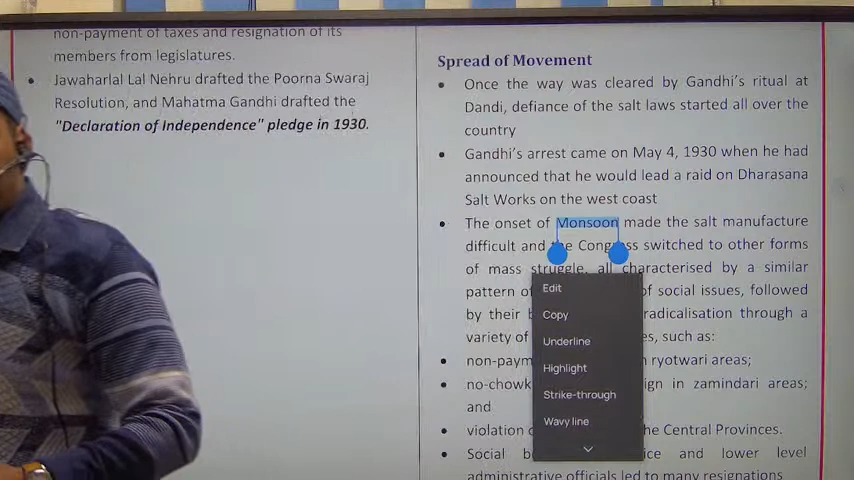 non-payment of taxes and resignation of its
members from legislatures.
• Jawaharlal Lal Nehru drafted the Poorna Swaraj
Resolution, and Mahatma Gandhi drafted the
"Declaration of Independence" pledge in 1930.
Spread of Movement
• Once the way was cleared by Gandhi's ritual at
Dandi, defiance of the salt laws started all over the
country
• Gandhi's arrest came on May 4, 1930 when he had
announced that he would lead a raid on Dharasana
Salt Works on the west coast
• The onset of Monsoon made the salt manufacture
difficult and the Congress switched to other forms
of mass struggle, all characterised by a similar
pattern of social issues, followed
by their radicalisation through a
variety of such as:
• non-paym ryotwari areas;
• no-chowk ign in zamindari areas;
and
• violation he Central Provinces.
• Social b ice and lower level
administrative officials led to many resignations
Edit
Copy
Underline
Highlight
Strike-through
Wavy line